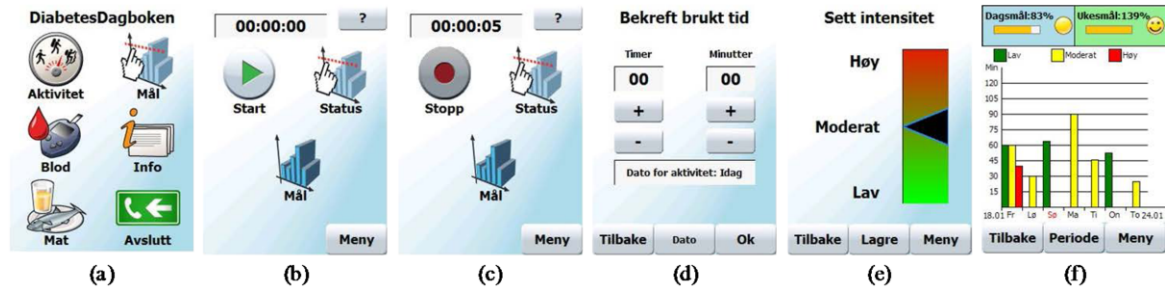 DiabetesDagboken
Aktivitet
Mål
Blod
Info
Mat
Avslutt
(a)
00:00:00
?
Start
Status
Mål
Meny
(b)
00:00:05
?
Stopp
Status
Mål
Meny
(c)
Bekreft brukt tid
Timer
Minutter
00
00
+
+
-
-
Dato for aktivitet: Idag
Tilbake
Dato
Ok
(d)
Sett intensitet
Høy
Moderat
Lav
Tilbake
Lagre
Meny
(e)
Dagsmål:83%
Ukesmål:139%
Lav
Moderat
Høy
Min
120
105
90
75
60
45
30
15
18.01 Fr Lø Sø Ma Ti On To 24.01
Tilbake
Periode
Meny
(f)